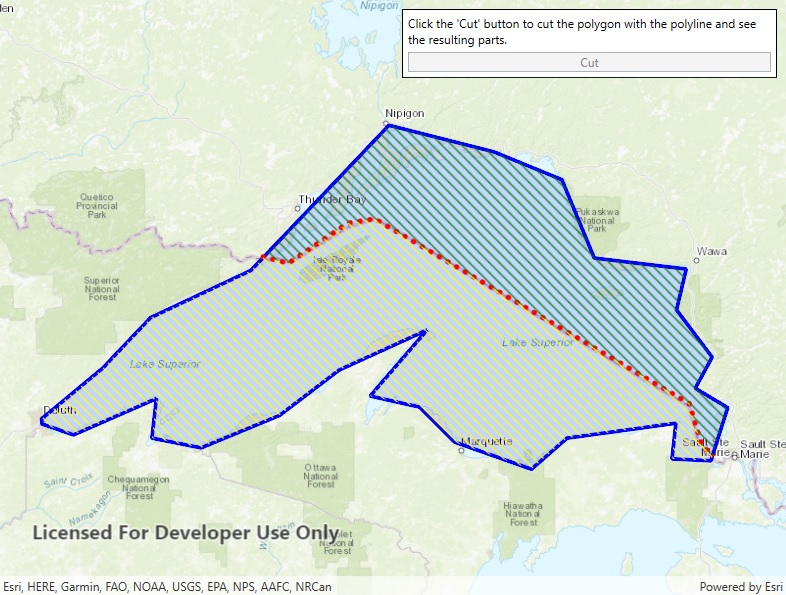 Nipigon
Click the 'Cut' button to cut the polygon with the polyline and see
the resulting parts.
Cut
Nipigon
Thunder Bay
Quetico
Provincial
Park
Pukaskwa
National
Park
Wawa
Isle Royale
National
Park
Superior
National
Forest
Lake Superior
Lake Superior
Duluth
Marquette
Sault Ste
Marie
Sault Ste
Marie
Ottawa
National
Forest
Chequamegon
National
Forest
Saint Croix
Namekagon
Hiawatha
National
Forest
Licensed For Developer Use Only
National
Forest
Esri, HERE, Garmin, FAO, NOAA, USGS, EPA, NPS, AAFC, NRCan
Powered by Esri